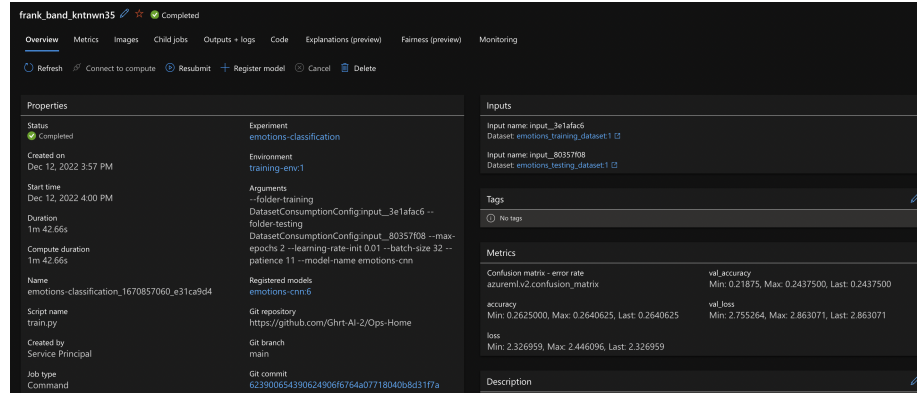 frank_band_kntnwn35 Completed
Overview Metrics Images Child jobs Outputs + logs Code Explanations (preview) Fairness (preview) Monitoring
Refresh Connect to compute Resubmit Register model Cancel Delete
Properties
Status
Completed
Created on
Dec 12, 2022 3:57 PM
Start time
Dec 12, 2022 4:00 PM
Duration
1m 42.66s
Compute duration
1m 42.66s
Name
emotions-classification_1670857060_e31ca9d4
Script name
train.py
Created by
Service Principal
Job type
Command
Experiment
emotions-classification
Environment
training-env:1
Arguments
--folder-training
DatasetConsumptionConfig:input__3e1afac6 --
folder-testing
DatasetConsumptionConfig:input__80357f08 --max-
epochs 2 --learning-rate-init 0.01 --batch-size 32 --
patience 11 --model-name emotions-cnn
Registered models
emotions-cnn:6
Git repository
https://github.com/Ghrt-AI-2/Ops-Home
Git branch
main
Git commit
623900654390624906f6764a07718040b8d31f7a
Inputs
Input name: input__3e1afac6
Dataset: emotions_training_dataset:1
Input name: input__80357f08
Dataset: emotions_testing_dataset:1
Tags
No tags
Metrics
Confusion matrix - error rate
azureml.v2.confusion_matrix
accuracy
Min: 0.2625000, Max: 0.2640625, Last: 0.2640625
loss
Min: 2.326959, Max: 2.446096, Last: 2.326959
val_accuracy
Min: 0.21875, Max: 0.2437500, Last: 0.2437500
val_loss
Min: 2.755264, Max: 2.863071, Last: 2.863071
Description